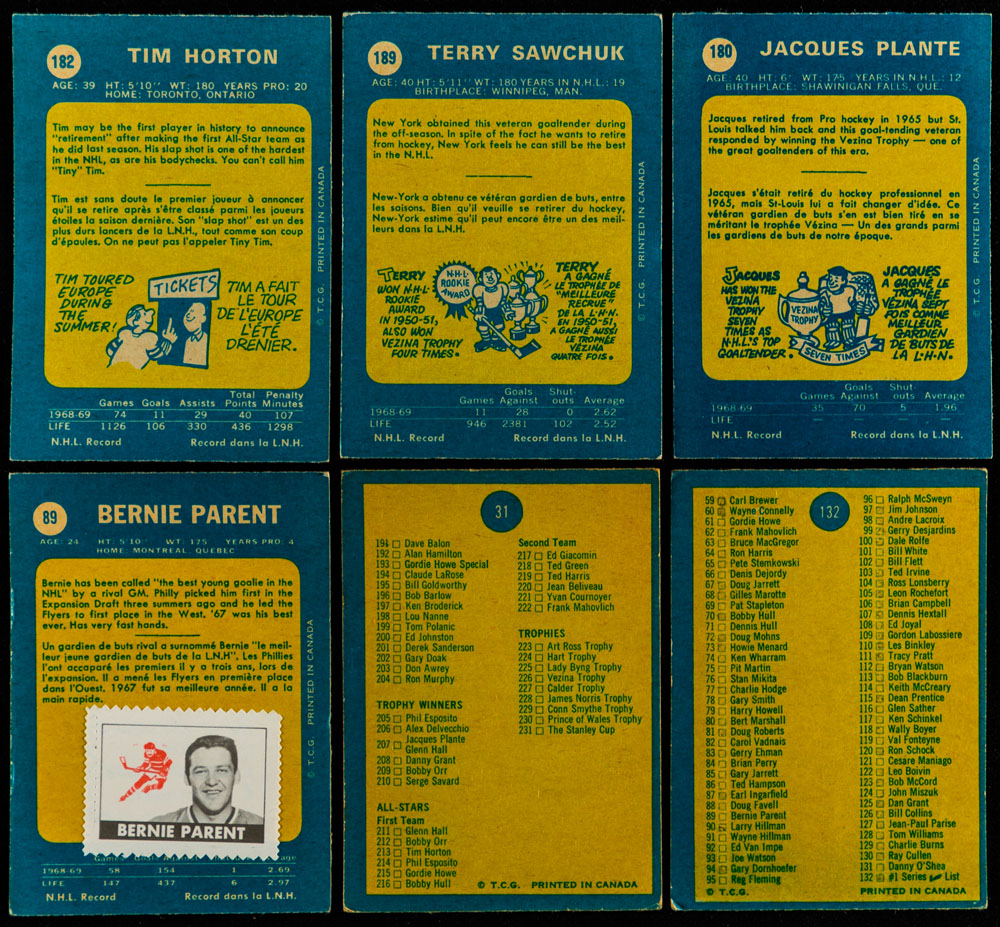 182
TIM HORTON
AGE: 39 HT: 5'10" WT: 180 YEARS PRO: 20
HOME: TORONTO, ONTARIO
Tim may be the first player in history to announce
"retirement" after making the first All-Star team as
he did last season. His slap shot is one of the hardest
in the NHL, as are his bodychecks. You can't call him
"Tiny" Tim.
Tim est sans doute le premier joueur à annoncer
qu'il se retire après s'être classé parmi les joueurs
étoiles la saison dernière. Son "slap shot" est un des
plus durs lancers de la L.N.H., tout comme son coup
d'épaules. On ne peut pas l'appeler Tiny Tim.
TIM TOURED
EUROPE
DURING
THE
SUMMER!
TICKETS
TIM A FAIT
LE TOUR
DE L'EUROPE
L'ÉTÉ
DRENIER.
© T.C.G. PRINTED IN CANADA
Games Goals Assists Total Points Penalty Minutes
1968-69 74 11 29 40 107
LIFE 1126 106 330 436 1298
N.H.L. Record Record dans la L.N.H.
189
TERRY SAWCHUK
AGE: 40 HT: 5'11" WT: 180 YEARS IN N.H.L.: 19
BIRTHPLACE: WINNIPEG, MAN.
New York obtained this veteran goaltender during
the off-season. In spite of the fact he wants to retire
from hockey, New York feels he can still be the best
in the N.H.L.
New-York a obtenu ce vétéran gardien de buts, entre
les saisons. Bien qu'il veuille se retirer du hockey,
New-York estime qu'il peut encore être un des meil-
leurs dans la L.N.H.
TERRY
WON N·H·L·
ROOKIE
AWARD
IN 1950-51,
ALSO WON
VEZINA TROPHY
FOUR TIMES.
N·H·L·
ROOKIE
AWARD
TERRY
A GAGNÉ
LE TROPHÉE DE
"MEILLEURE
RECRUE"
DE LA L·H·N.
EN 1950-51,
A GAGNÉ AUSSI
LE TROPHÉE
VÉZINA
QUATRE FOIS.
© T.C.G. PRINTED IN CANADA
Games Goals Against Shut-outs Average
1968-69 11 28 0 2.62
LIFE 946 2381 102 2.52
N.H.L. Record Record dans la L.N.H.
180
JACQUES PLANTE
AGE: 40 HT: 6' WT: 175 YEARS IN N.H.L.: 12
BIRTHPLACE: SHAWINIGAN FALLS, QUE.
Jacques retired from Pro hockey in 1965 but St.
Louis talked him back and this goal-tending veteran
responded by winning the Vezina Trophy — one of
the great goaltenders of this era.
Jacques s'était retiré du hockey professionnel en
1965, mais St-Louis lui a fait changer d'idée. Ce
vétéran gardien de buts s'en est bien tiré en se
méritant le trophée Vézina — Un des grands parmi
les gardiens de buts de notre époque.
JACQUES
HAS WON THE
VEZINA
TROPHY
SEVEN
TIMES AS
N·H·L'S TOP
GOALTENDER.
VEZINA
TROPHY
SEVEN TIMES
JACQUES
A GAGNÉ LE
TROPHÉE
VÉZINA SEPT
FOIS COMME
MEILLEUR
GARDIEN
DE BUTS DE
LA L·H·N.
© T.C.G. PRINTED IN CANADA
Games Goals Against Shut-outs Average
1968-69 35 70 5 1.96
LIFE — — — —
N.H.L. Record Record dans la L.N.H.
89
BERNIE PARENT
AGE: 24 HT: 5'10" WT: 175 YEARS PRO: 4
HOME: MONTREAL, QUEBEC
Bernie has been called "the best young goalie in the
NHL" by a rival GM. Philly picked him first in the
Expansion Draft three summers ago and he led the
Flyers to first place in the West. '67 was his best
ever. Has very fast hands.
Un gardien de buts rival a surnommé Bernie "le meil-
leur jeune gardien de buts de la L.N.H". Les Phillies
l'ont accaparé les premiers il y a trois ans, lors de
l'expansion. Il a mené les Flyers en première place
dans l'Ouest. 1967 fut sa meilleure année. Il a la
main rapide.
BERNIE PARENT
© T.C.G. PRINTED IN CANADA
1968-69 58 154 1 2.69
LIFE 147 437 6 2.97
N.H.L. Record Record dans la L.N.H.
31
191 Dave Balon
192 Alan Hamilton
193 Gordie Howe Special
194 Claude LaRose
195 Bill Goldworthy
196 Bob Barlow
197 Ken Broderick
198 Lou Nanne
199 Tom Polanic
200 Ed Johnston
201 Derek Sanderson
202 Gary Doak
203 Don Awrey
204 Ron Murphy
TROPHY WINNERS
205 Phil Esposito
206 Alex Delvecchio
207 Jacques Plante
Glenn Hall
208 Danny Grant
209 Bobby Orr
210 Serge Savard
ALL-STARS
First Team
211 Glenn Hall
212 Bobby Orr
213 Tim Horton
214 Phil Esposito
215 Gordie Howe
216 Bobby Hull
Second Team
217 Ed Giacomin
218 Ted Green
219 Ted Harris
220 Jean Beliveau
221 Yvan Cournoyer
222 Frank Mahovlich
TROPHIES
223 Art Ross Trophy
224 Hart Trophy
225 Lady Byng Trophy
226 Vezina Trophy
227 Calder Trophy
228 James Norris Trophy
229 Conn Smythe Trophy
230 Prince of Wales Trophy
231 The Stanley Cup
© T.C.G. PRINTED IN CANADA
132
59 Carl Brewer
60 Wayne Connelly
61 Gordie Howe
62 Frank Mahovlich
63 Bruce MacGregor
64 Ron Harris
65 Pete Stemkowski
66 Denis Dejordy
67 Doug Jarrett
68 Gilles Marotte
69 Pat Stapleton
70 Bobby Hull
71 Dennis Hull
72 Doug Mohns
73 Howie Menard
74 Ken Wharram
75 Pit Martin
76 Stan Mikita
77 Charlie Hodge
78 Gary Smith
79 Harry Howell
80 Bert Marshall
81 Doug Roberts
82 Carol Vadnais
83 Gerry Ehman
84 Brian Perry
85 Gary Jarrett
86 Ted Hampson
87 Earl Ingarfield
88 Doug Favell
89 Bernie Parent
90 Larry Hillman
91 Wayne Hillman
92 Ed Van Impe
93 Joe Watson
94 Gary Dornhoefer
95 Reg Fleming
© T.C.G.
96 Ralph McSweyn
97 Jim Johnson
98 Andre Lacroix
99 Gerry Desjardins
100 Dale Rolfe
101 Bill White
102 Bill Flett
103 Ted Irvine
104 Ross Lonsberry
105 Leon Rochefort
106 Brian Campbell
107 Dennis Hextall
108 Ed Joyal
109 Gordon Labossiere
110 Les Binkley
111 Tracy Pratt
112 Bryan Watson
113 Bob Blackburn
114 Keith McCreary
115 Dean Prentice
116 Glen Sather
117 Ken Schinkel
118 Wally Boyer
119 Val Fonteyne
120 Ron Schock
121 Cesare Maniago
122 Leo Boivin
123 Bob McCord
124 John Miszuk
125 Dan Grant
126 Bill Collins
127 Jean-Paul Parise
128 Tom Williams
129 Charlie Burns
130 Ray Cullen
131 Danny O'Shea
132 #1 Series List
PRINTED IN CANADA